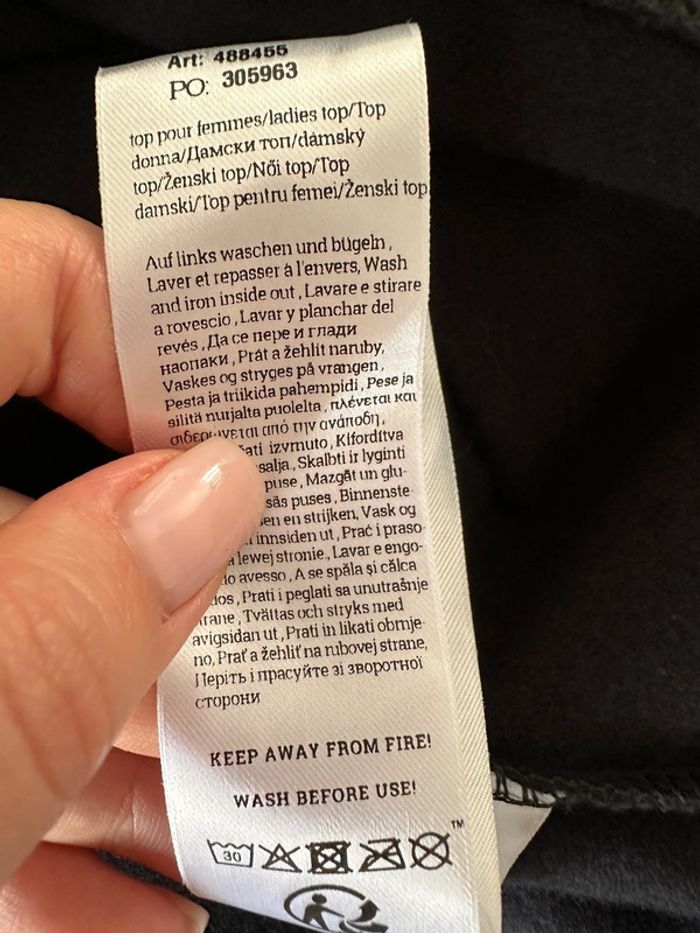 Art: 488455
PO: 305963
top pour femmes/ladies top/Top
donna/Дамски топ/dámský
top/Ženski top/Női top/Top
damski/Top pentru femei/Ženski top
Auf links waschen und bügeln,
Laver et repasser à l'envers, Wash
and iron inside out, Lavare e stirare
a rovescio, Lavar y planchar del
revés, Да се пере и глади
наопаки, Prát a žehlit naruby,
Vaskes og stryges på vrangen,
Pesta ja triikida pahempidi, Pese ja
silitä nurjalta puolelta, πλένεται και
από την ανάποδη,
izvrnuto, Kifordítva
Skalbti ir lyginti
puse, Mazgāt un glu-
puses, Binnenste-
en strijken, Vask og
innsiden ut, Prać i praso-
lewej stronie., Lavar e engo-
avesso, A se spăla și călca
dos, Prati i peglati sa unutrašnje
Tvättas och stryks med
avigsidan ut, Prati in likati obrnje-
no, Prať a žehliť na rubovej strane,
Періть і прасуйте зі зворотної
сторони
KEEP AWAY FROM FIRE!
WASH BEFORE USE!
30
TM